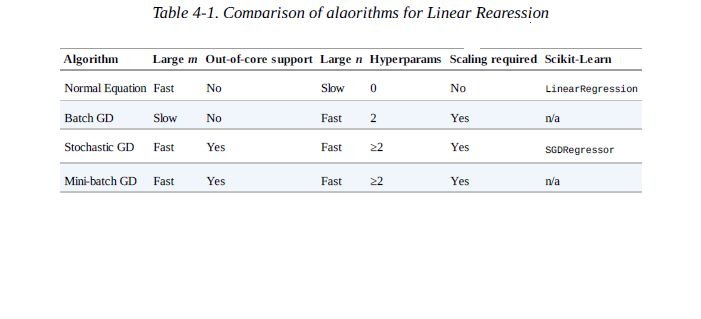 Table 4-1. Comparison of algorithms for Linear Regression
Algorithm Large m Out-of-core support Large n Hyperparams Scaling required Scikit-Learn
Normal Equation Fast No Slow 0 No LinearRegression
Batch GD Slow No Fast 2 Yes n/a
Stochastic GD Fast Yes Fast ≥2 Yes SGDRegressor
Mini-batch GD Fast Yes Fast ≥2 Yes n/a